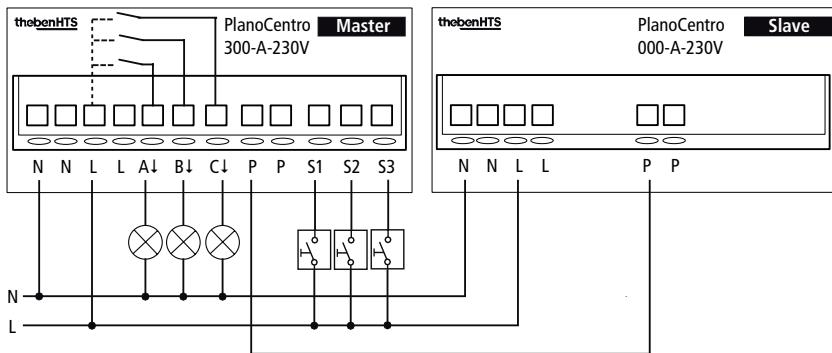 thebenHTS PlanoCentro Master
300-A-230V
thebenHTS PlanoCentro Slave
000-A-230V
N N L L A↓ B↓ C↓ P P S1 S2 S3
N N L L P P
N
L